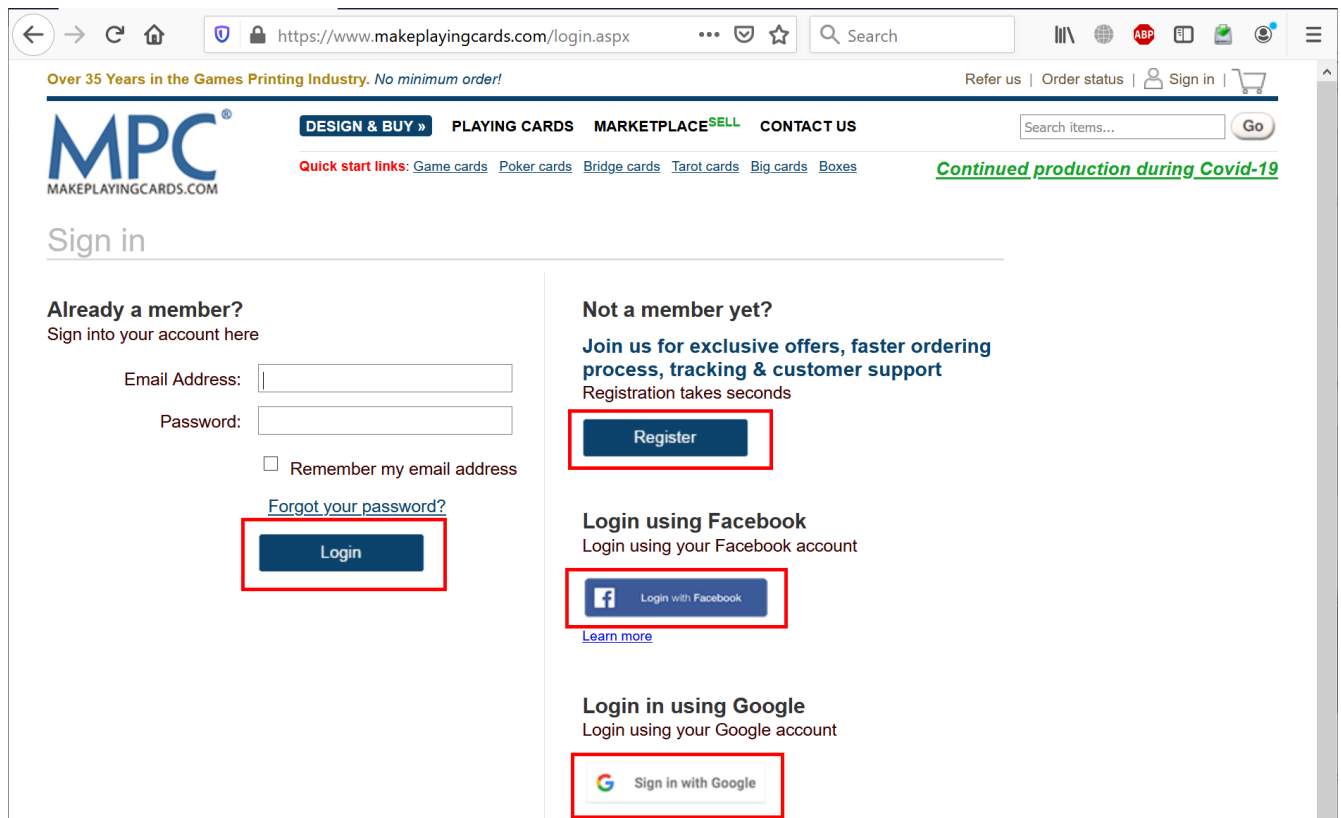 https://www.makeplayingcards.com/login.aspx
Search
ABP
Over 35 Years in the Games Printing Industry. No minimum order!
Refer us | Order status | Sign in |
MPC®
MAKEPLAYINGCARDS.COM
DESIGN & BUY » PLAYING CARDS MARKETPLACESELL CONTACT US
Search items... Go
Quick start links: Game cards Poker cards Bridge cards Tarot cards Big cards Boxes
Continued production during Covid-19
Sign in
Already a member?
Sign into your account here
Email Address:
Password:
Remember my email address
Forgot your password?
Login
Not a member yet?
Join us for exclusive offers, faster ordering
process, tracking & customer support
Registration takes seconds
Register
Login using Facebook
Login using your Facebook account
Login with Facebook
Learn more
Login in using Google
Login using your Google account
Sign in with Google